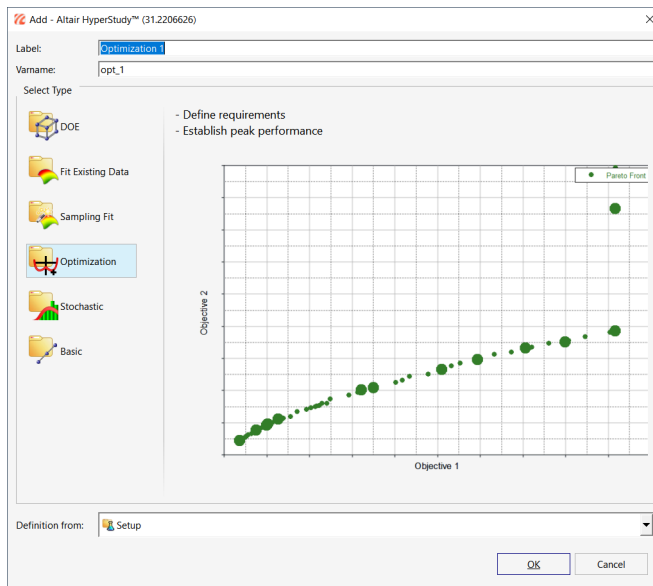 Add - Altair HyperStudy™ (31.2206626)
Label:
Optimization 1
Varname:
opt_1
Select Type
DOE
Fit Existing Data
Sampling Fit
Optimization
Stochastic
Basic
- Define requirements
- Establish peak performance
Pareto Front
Objective 2
Objective 1
Definition from:
Setup
OK
Cancel